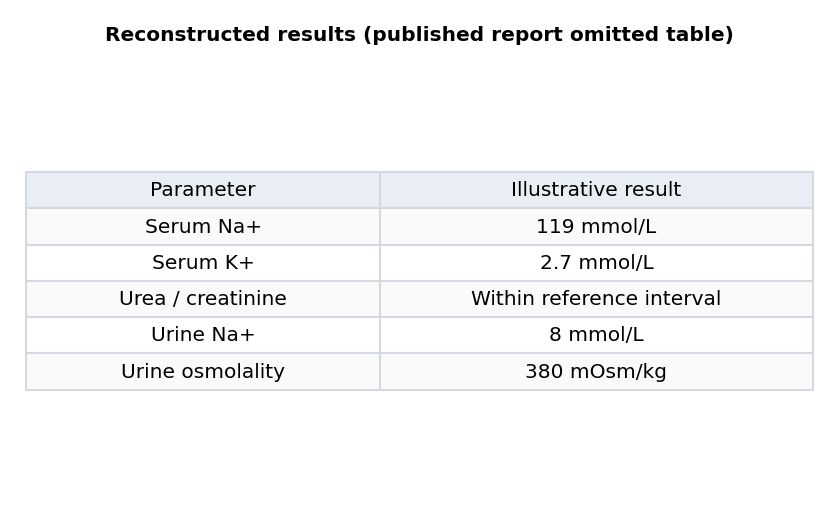 Reconstructed results (published report omitted table)
Parameter Illustrative result
Serum Na+ 119 mmol/L
Serum K+ 2.7 mmol/L
Urea / creatinine Within reference interval
Urine Na+ 8 mmol/L
Urine osmolality 380 mOsm/kg